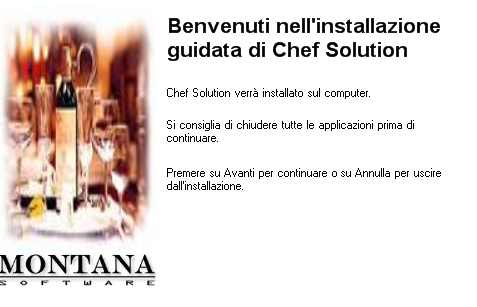 Benvenuti nell'installazione
guidata di Chef Solution
Chef Solution verrà installato sul computer.
Si consiglia di chiudere tutte le applicazioni prima di
continuare.
Premere su Avanti per continuare o su Annulla per uscire
dall'installazione.
MONTANA
SOFTWARE